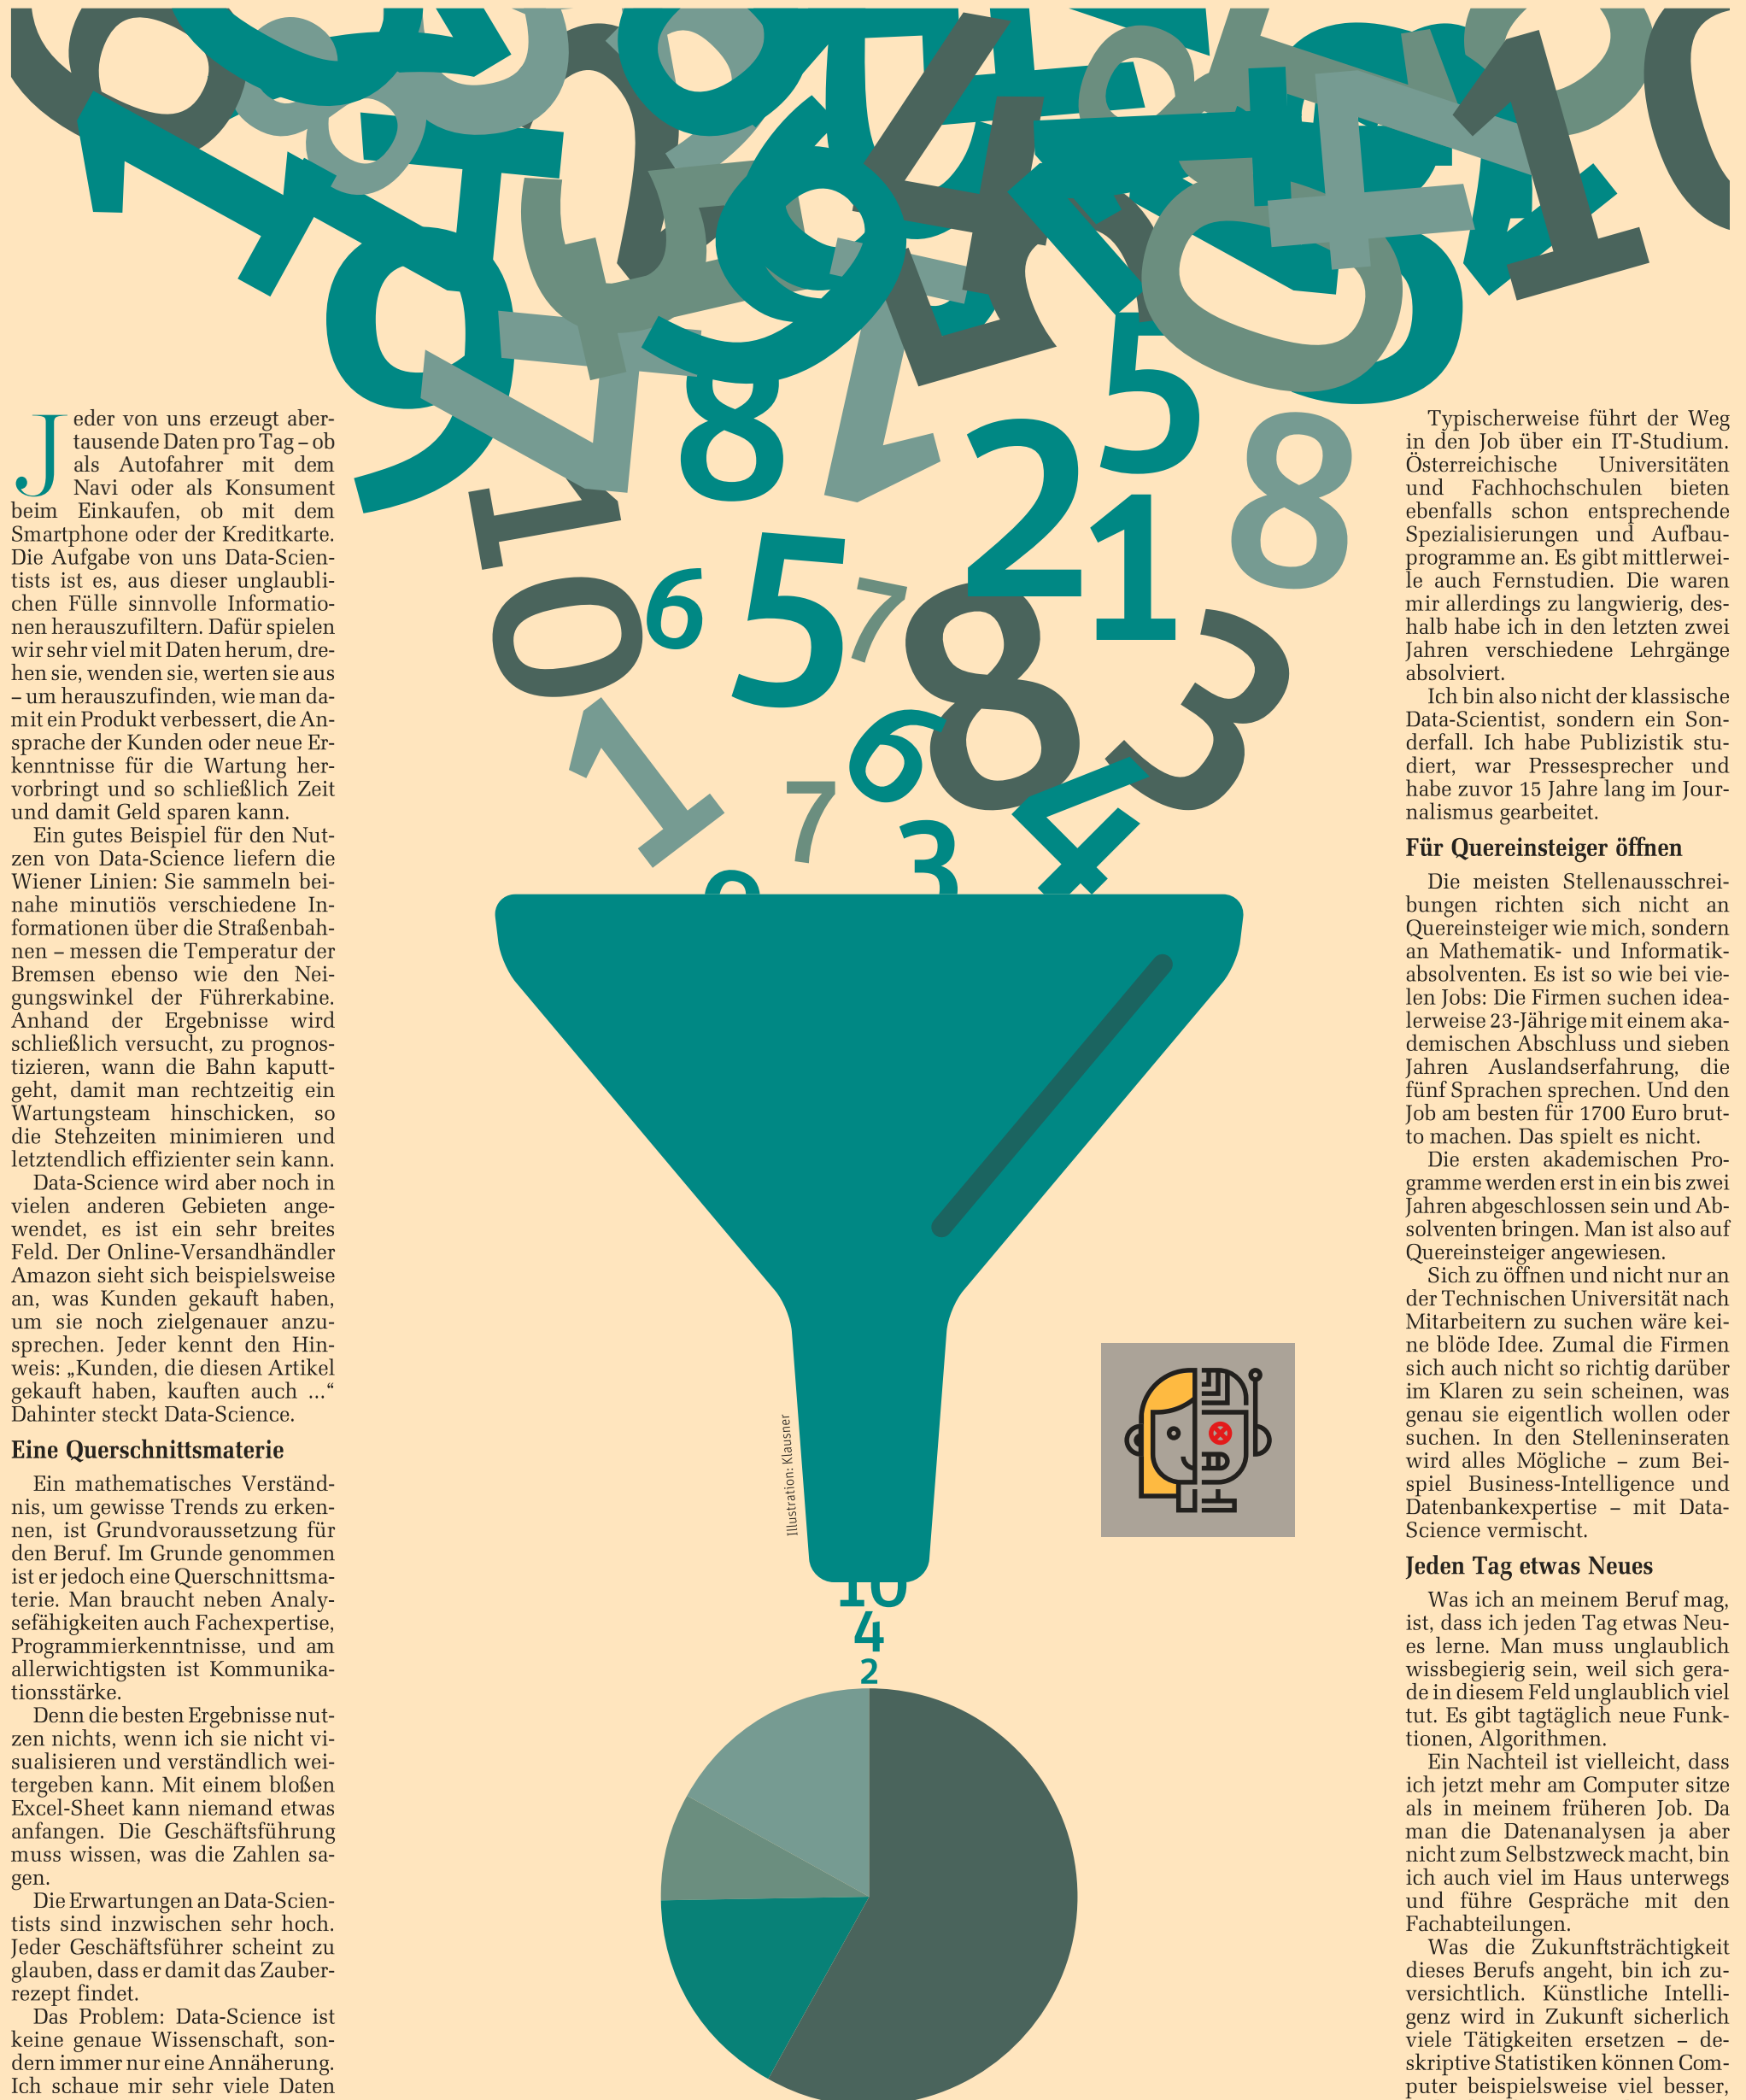 Jeder von uns erzeugt aber-
tausende Daten pro Tag – ob
als Autofahrer mit dem
Navi oder als Konsument
beim Einkaufen, ob mit dem
Smartphone oder der Kreditkarte.
Die Aufgabe von uns Data-Scien-
tists ist es, aus dieser unglaubli-
chen Fülle sinnvolle Informatio-
nen herauszufiltern. Dafür spielen
wir sehr viel mit Daten herum, dre-
hen sie, wenden sie, werten sie aus
– um herauszufinden, wie man da-
mit ein Produkt verbessert, die An-
sprache der Kunden oder neue Er-
kenntnisse für die Wartung her-
vorbringt und so schließlich Zeit
und damit Geld sparen kann.
Ein gutes Beispiel für den Nut-
zen von Data-Science liefern die
Wiener Linien: Sie sammeln bei-
nahe minutiös verschiedene In-
formationen über die Straßenbah-
nen – messen die Temperatur der
Bremsen ebenso wie den Nei-
gungswinkel der Führerkabine.
Anhand der Ergebnisse wird
schließlich versucht, zu prognos-
tizieren, wann die Bahn kaputt-
geht, damit man rechtzeitig ein
Wartungsteam hinschicken, so
die Stehzeiten minimieren und
letztendlich effizienter sein kann.
Data-Science wird aber noch in
vielen anderen Gebieten ange-
wendet, es ist ein sehr breites
Feld. Der Online-Versandhändler
Amazon sieht sich beispielsweise
an, was Kunden gekauft haben,
um sie noch zielgenauer anzu-
sprechen. Jeder kennt den Hin-
weis: „Kunden, die diesen Artikel
gekauft haben, kauften auch ...“
Dahinter steckt Data-Science.
Eine Querschnittsmaterie
Ein mathematisches Verständ-
nis, um gewisse Trends zu erken-
nen, ist Grundvoraussetzung für
den Beruf. Im Grunde genommen
ist er jedoch eine Querschnittsma-
terie. Man braucht neben Analy-
sefähigkeiten auch Fachexpertise,
Programmierkenntnisse, und am
allerwichtigsten ist Kommunika-
tionsstärke.
Denn die besten Ergebnisse nut-
zen nichts, wenn ich sie nicht vi-
sualisieren und verständlich wei-
tergeben kann. Mit einem bloßen
Excel-Sheet kann niemand etwas
anfangen. Die Geschäftsführung
muss wissen, was die Zahlen sa-
gen.
Die Erwartungen an Data-Scien-
tists sind inzwischen sehr hoch.
Jeder Geschäftsführer scheint zu
glauben, dass er damit das Zauber-
rezept findet.
Das Problem: Data-Science ist
keine genaue Wissenschaft, son-
dern immer nur eine Annäherung.
Ich schaue mir sehr viele Daten
8
5
2
1
8
1
0
6
5
7
8
3
1
6
7
3
4
10
4
2
Illustration: Klausner
Typischerweise führt der Weg
in den Job über ein IT-Studium.
Österreichische Universitäten
und Fachhochschulen bieten
ebenfalls schon entsprechende
Spezialisierungen und Aufbau-
programme an. Es gibt mittlerwei-
le auch Fernstudien. Die waren
mir allerdings zu langwierig, des-
halb habe ich in den letzten zwei
Jahren verschiedene Lehrgänge
absolviert.
Ich bin also nicht der klassische
Data-Scientist, sondern ein Son-
derfall. Ich habe Publizistik stu-
diert, war Pressesprecher und
habe zuvor 15 Jahre lang im Jour-
nalismus gearbeitet.
Für Quereinsteiger öffnen
Die meisten Stellenausschrei-
bungen richten sich nicht an
Quereinsteiger wie mich, sondern
an Mathematik- und Informatik-
absolventen. Es ist so wie bei vie-
len Jobs: Die Firmen suchen idea-
lerweise 23-Jährige mit einem aka-
demischen Abschluss und sieben
Jahren Auslandserfahrung, die
fünf Sprachen sprechen. Und den
Job am besten für 1700 Euro brut-
to machen. Das spielt es nicht.
Die ersten akademischen Pro-
gramme werden erst in ein bis zwei
Jahren abgeschlossen sein und Ab-
solventen bringen. Man ist also auf
Quereinsteiger angewiesen.
Sich zu öffnen und nicht nur an
der Technischen Universität nach
Mitarbeitern zu suchen wäre kei-
ne blöde Idee. Zumal die Firmen
sich auch nicht so richtig darüber
im Klaren zu sein scheinen, was
genau sie eigentlich wollen oder
suchen. In den Stelleninseraten
wird alles Mögliche – zum Bei-
spiel Business-Intelligence und
Datenbankexpertise – mit Data-
Science vermischt.
Jeden Tag etwas Neues
Was ich an meinem Beruf mag,
ist, dass ich jeden Tag etwas Neu-
es lerne. Man muss unglaublich
wissbegierig sein, weil sich gera-
de in diesem Feld unglaublich viel
tut. Es gibt tagtäglich neue Funk-
tionen, Algorithmen.
Ein Nachteil ist vielleicht, dass
ich jetzt mehr am Computer sitze
als in meinem früheren Job. Da
man die Datenanalysen ja aber
nicht zum Selbstzweck macht, bin
ich auch viel im Haus unterwegs
und führe Gespräche mit den
Fachabteilungen.
Was die Zukunftsträchtigkeit
dieses Berufs angeht, bin ich zu-
versichtlich. Künstliche Intelli-
genz wird in Zukunft sicherlich
viele Tätigkeiten ersetzen – de-
skriptive Statistiken können Com-
puter beispielsweise viel besser,